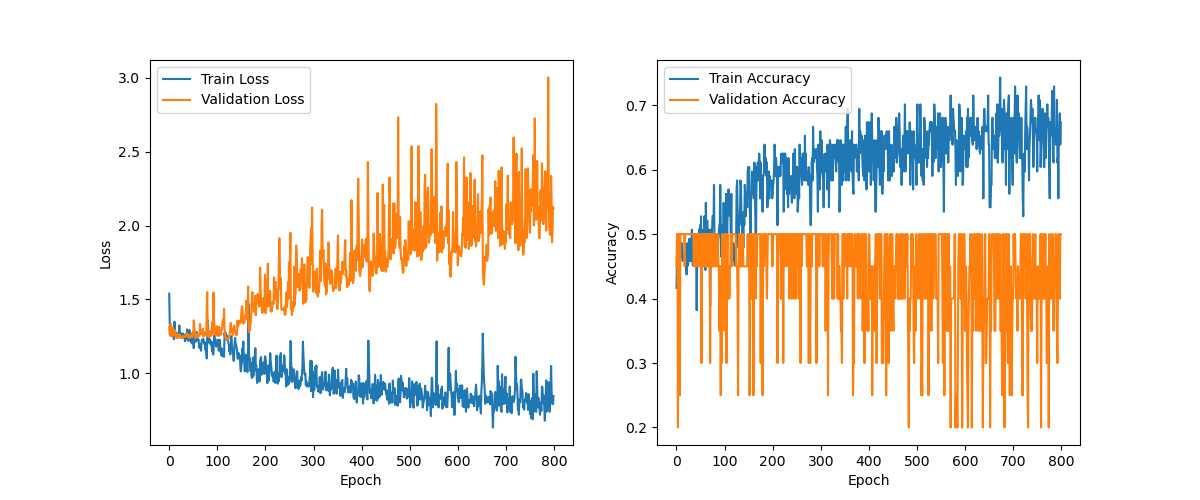 Train Loss
Validation Loss
3.0
2.5
2.0
1.5
1.0
Loss
0 100 200 300 400 500 600 700 800
Epoch
Train Accuracy
Validation Accuracy
0.7
0.6
0.5
0.4
0.3
0.2
Accuracy
0 100 200 300 400 500 600 700 800
Epoch